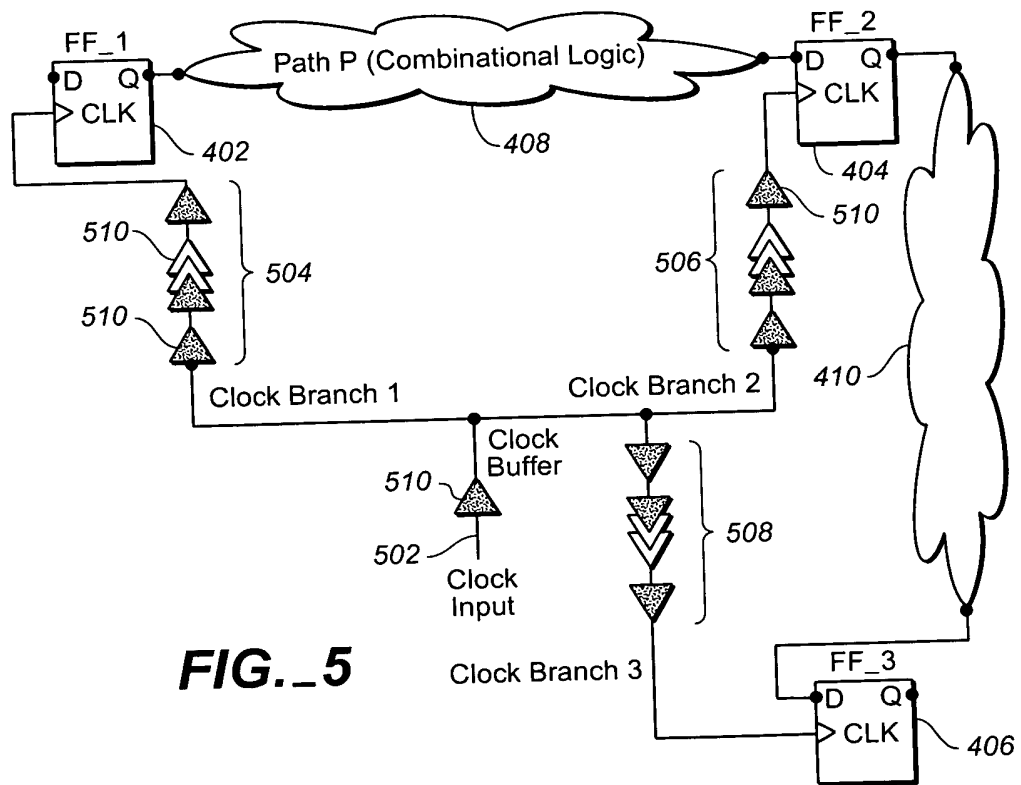 FF_1
D Q
CLK
402
Path P (Combinational Logic)
408
FF_2
D Q
CLK
404
510
504
510
510
506
510
410
Clock Branch 1
Clock Branch 2
Clock
Buffer
510
502
Clock
Input
508
Clock Branch 3
FF_3
D Q
CLK
406
FIG._5